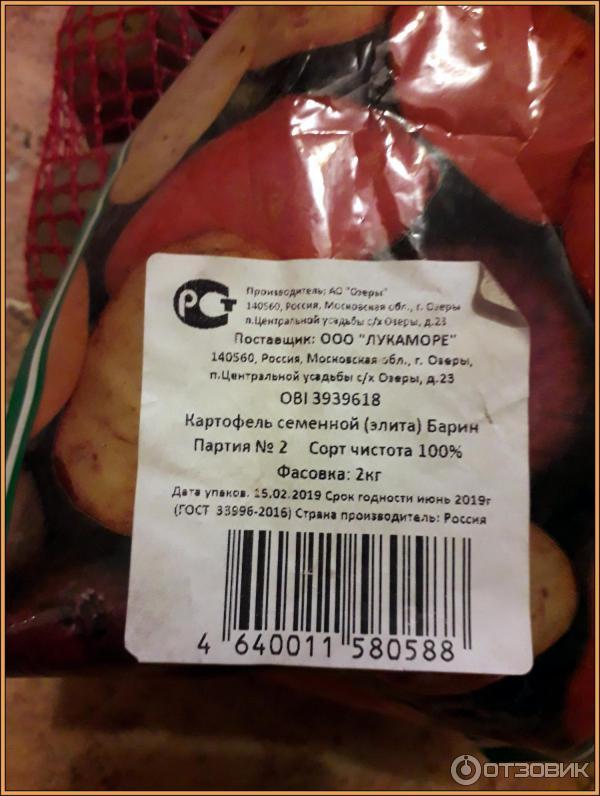 РСТ
Производитель: АО "Озеры"
140560, Россия, Московская обл., г. Озеры
п.Центральной усадьбы с/х Озеры, д.23
Поставщик: ООО "ЛУКАМОРЕ"
140560, Россия, Московская обл., г. Озеры,
п.Центральной усадьбы с/х Озеры, д.23
OBI 3939618
Картофель семенной (элита) Барин
Партия № 2 Сорт чистота 100%
Фасовка: 2кг
Дата упаков. 15.02.2019 Срок годности июнь 2019г
(ГОСТ 33996-2016) Страна производитель: Россия
4 640011 580588
ОТЗОВИК